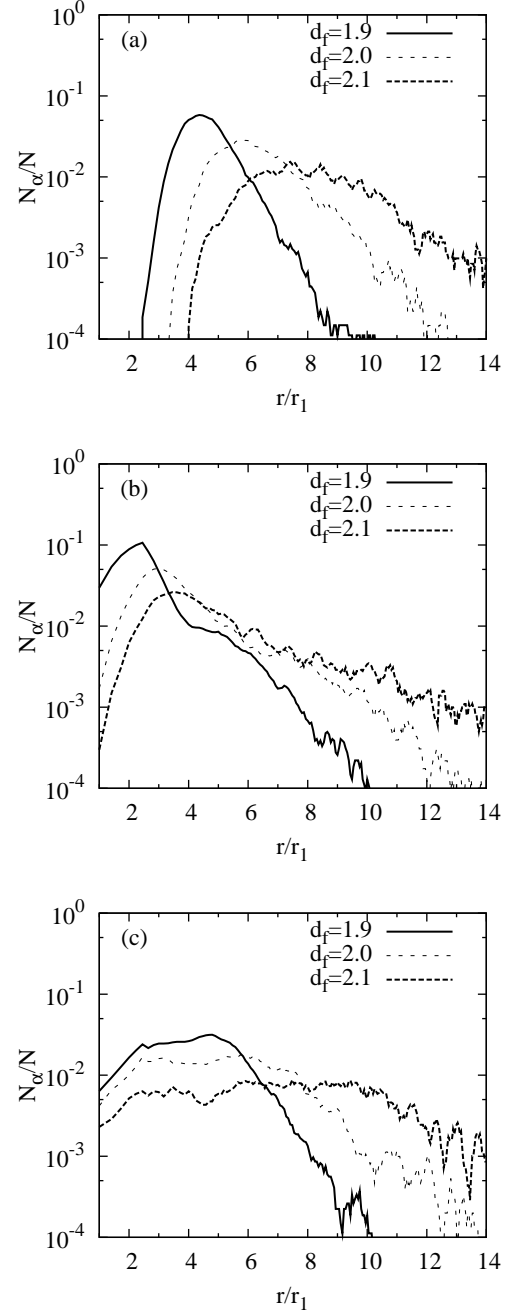 (a)
d_f=1.9
d_f=2.0
d_f=2.1
N_α/N
10^0
10^-1
10^-2
10^-3
10^-4
2 4 6 8 10 12 14
r/r_1
(b)
d_f=1.9
d_f=2.0
d_f=2.1
N_α/N
10^0
10^-1
10^-2
10^-3
10^-4
2 4 6 8 10 12 14
r/r_1
(c)
d_f=1.9
d_f=2.0
d_f=2.1
N_α/N
10^0
10^-1
10^-2
10^-3
10^-4
2 4 6 8 10 12 14
r/r_1